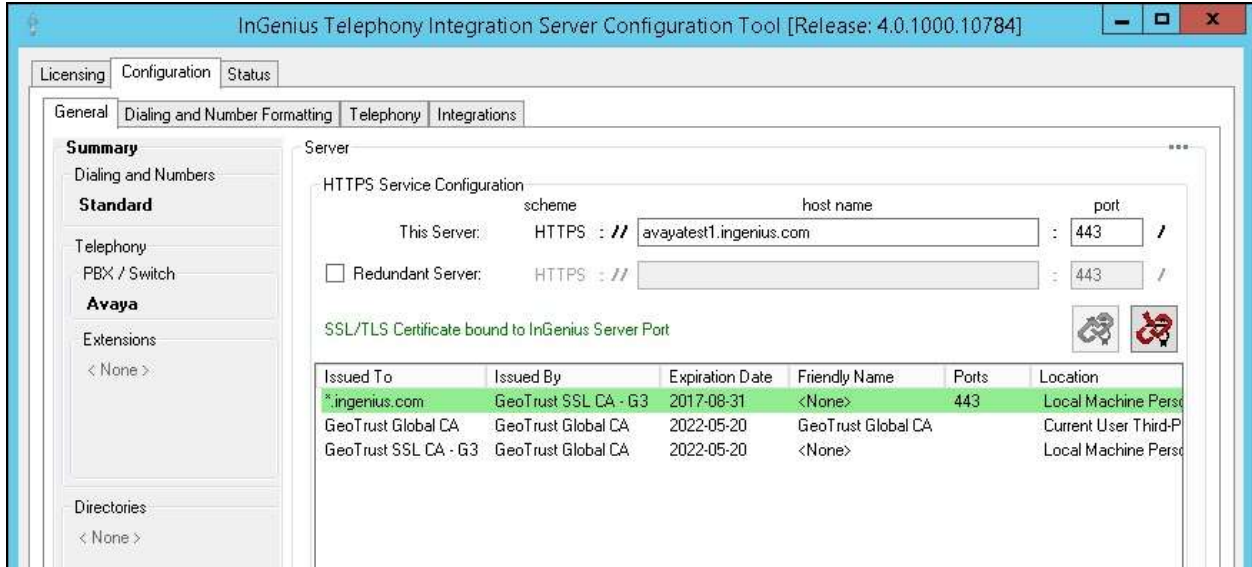 InGenius Telephony Integration Server Configuration Tool [Release: 4.0.1000.10784]
Licensing Configuration Status
General Dialing and Number Formatting Telephony Integrations
Summary
Dialing and Numbers
Standard
Telephony
PBX / Switch
Avaya
Extensions
< None >
Directories
< None >
Server
HTTPS Service Configuration
scheme host name port
This Server: HTTPS : // avayatest1.ingenius.com : 443 /
Redundant Server: HTTPS : // : 443 /
SSL/TLS Certificate bound to InGenius Server Port
Issued To Issued By Expiration Date Friendly Name Ports Location
*.ingenius.com GeoTrust SSL CA - G3 2017-08-31 <None> 443 Local Machine Perso
GeoTrust Global CA GeoTrust Global CA 2022-05-20 GeoTrust Global CA Current User Third-P
GeoTrust SSL CA - G3 GeoTrust Global CA 2022-05-20 <None> Local Machine Perso